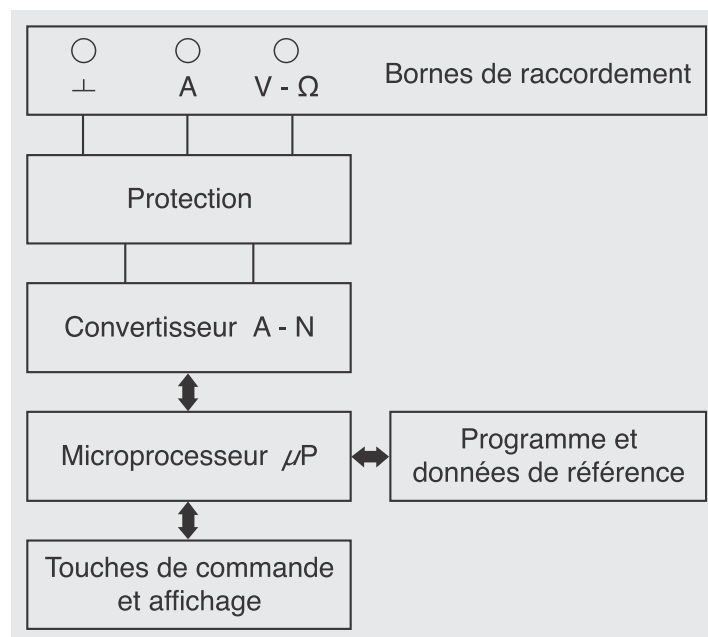 ⊥ A V - Ω
Bornes de raccordement
Protection
Convertisseur A - N
Microprocesseur μP
Programme et
données de référence
Touches de commande
et affichage